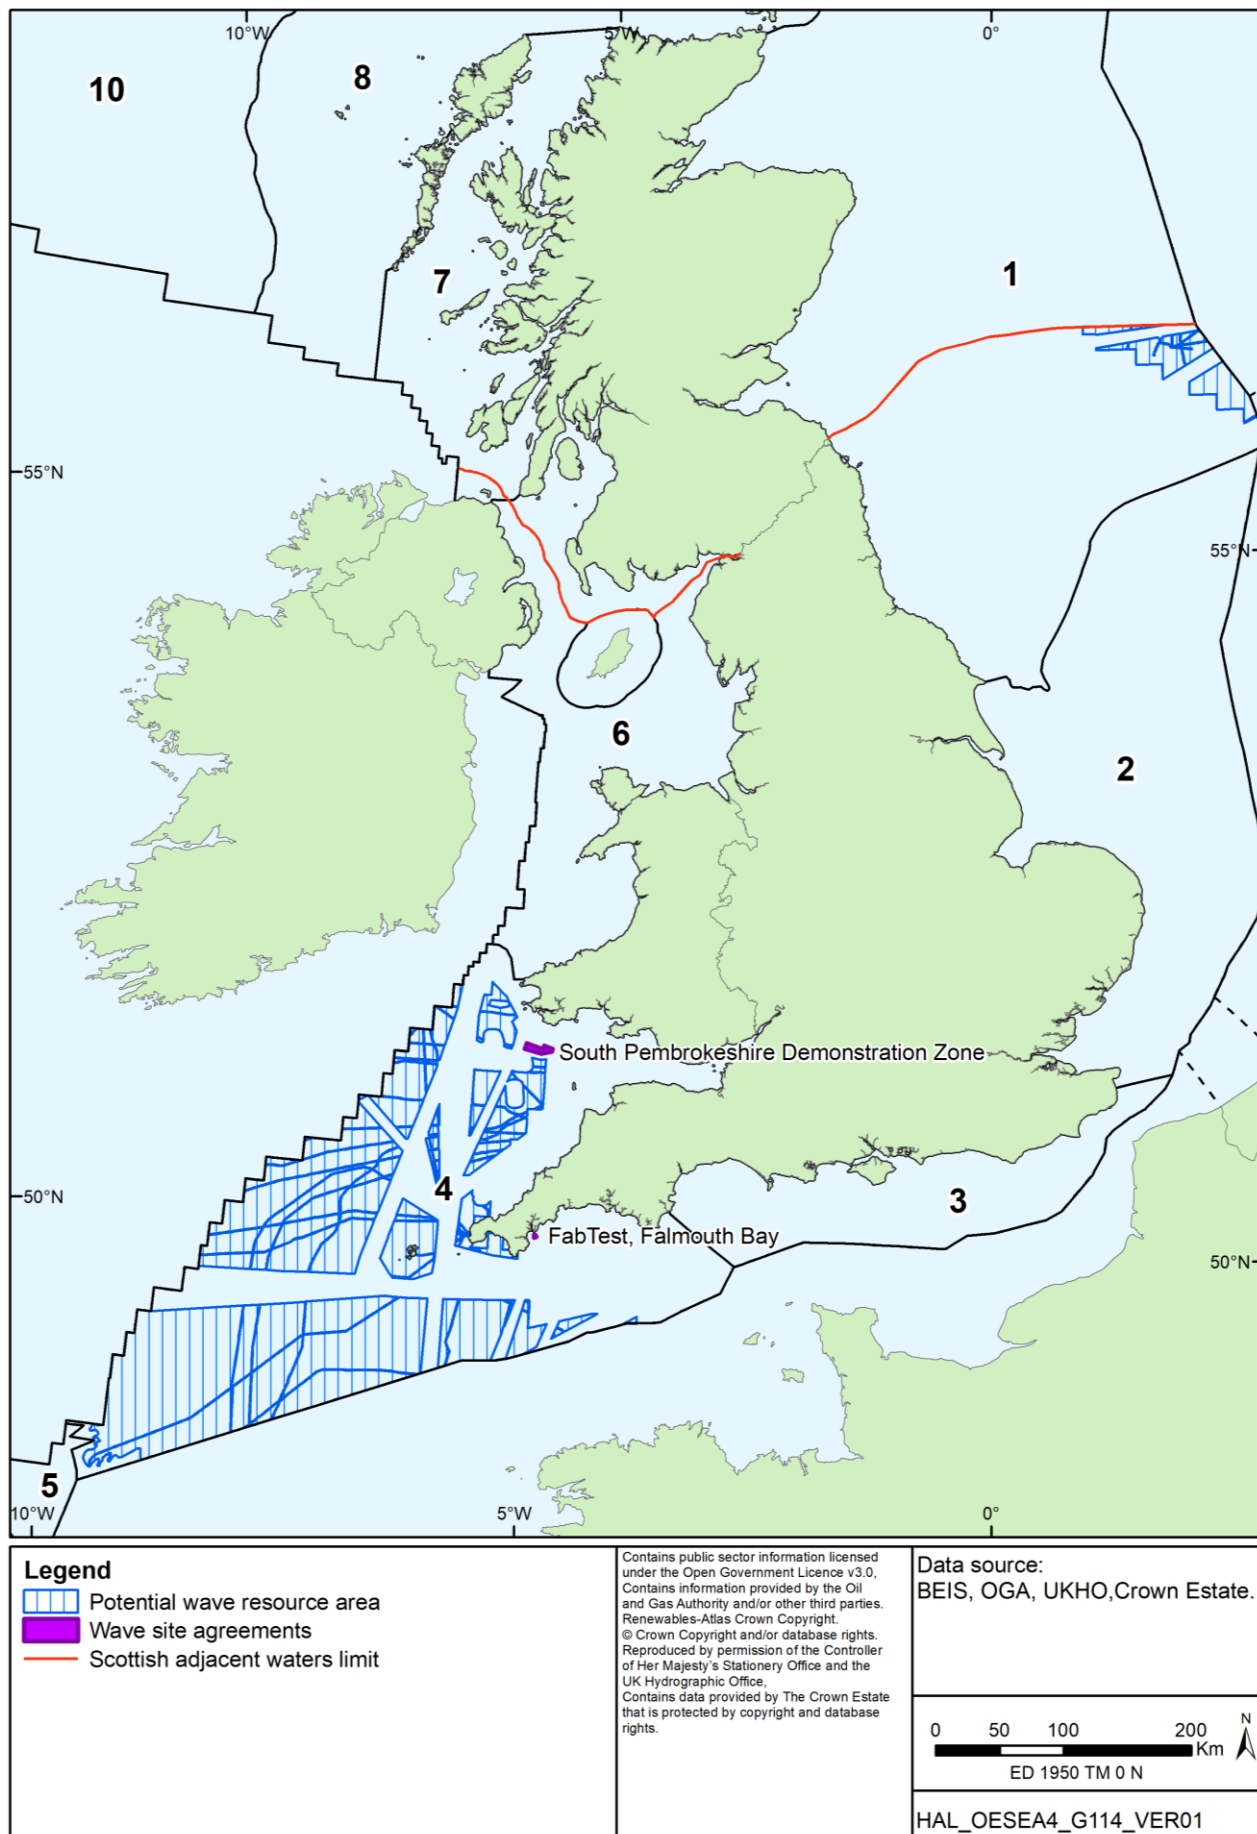 10°W
5°W
0°
10
8
7
1
55°N
55°N
6
2
South Pembrokeshire Demonstration Zone
50°N
4
3
FabTest, Falmouth Bay
50°N
5
10°W
5°W
0°
Legend
Potential wave resource area
Wave site agreements
Scottish adjacent waters limit
Contains public sector information licensed
under the Open Government Licence v3.0,
Contains information provided by the Oil
and Gas Authority and/or other third parties.
Renewables-Atlas Crown Copyright.
© Crown Copyright and/or database rights.
Reproduced by permission of the Controller
of Her Majesty's Stationery Office and the
UK Hydrographic Office,
Contains data provided by The Crown Estate
that is protected by copyright and database
rights.
Data source:
BEIS, OGA, UKHO,Crown Estate.
0 50 100 200
Km
N
ED 1950 TM 0 N
HAL_OESEA4_G114_VER01